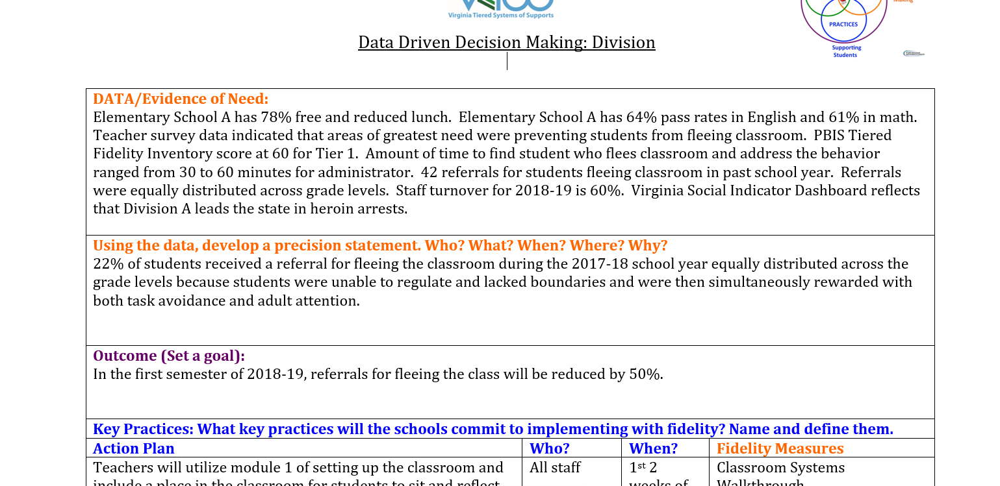 Virginia Tiered Systems of Supports
Making
PRACTICES
Supporting
Students
Data Driven Decision Making: Division
DATA/Evidence of Need:
Elementary School A has 78% free and reduced lunch.  Elementary School A has 64% pass rates in English and 61% in math.
Teacher survey data indicated that areas of greatest need were preventing students from fleeing classroom.  PBIS Tiered
Fidelity Inventory score at 60 for Tier 1.  Amount of time to find student who flees classroom and address the behavior
ranged from 30 to 60 minutes for administrator.  42 referrals for students fleeing classroom in past school year.  Referrals
were equally distributed across grade levels.  Staff turnover for 2018-19 is 60%.  Virginia Social Indicator Dashboard reflects
that Division A leads the state in heroin arrests.
Using the data, develop a precision statement. Who? What? When? Where? Why?
22% of students received a referral for fleeing the classroom during the 2017-18 school year equally distributed across the
grade levels because students were unable to regulate and lacked boundaries and were then simultaneously rewarded with
both task avoidance and adult attention.
Outcome (Set a goal):
In the first semester of 2018-19, referrals for fleeing the class will be reduced by 50%.
Key Practices: What key practices will the schools commit to implementing with fidelity? Name and define them.
Action Plan Who? When? Fidelity Measures
Teachers will utilize module 1 of setting up the classroom and All staff 1st 2 Classroom Systems
include a place in the classroom for students to sit and reflect weeks of Walkthrough